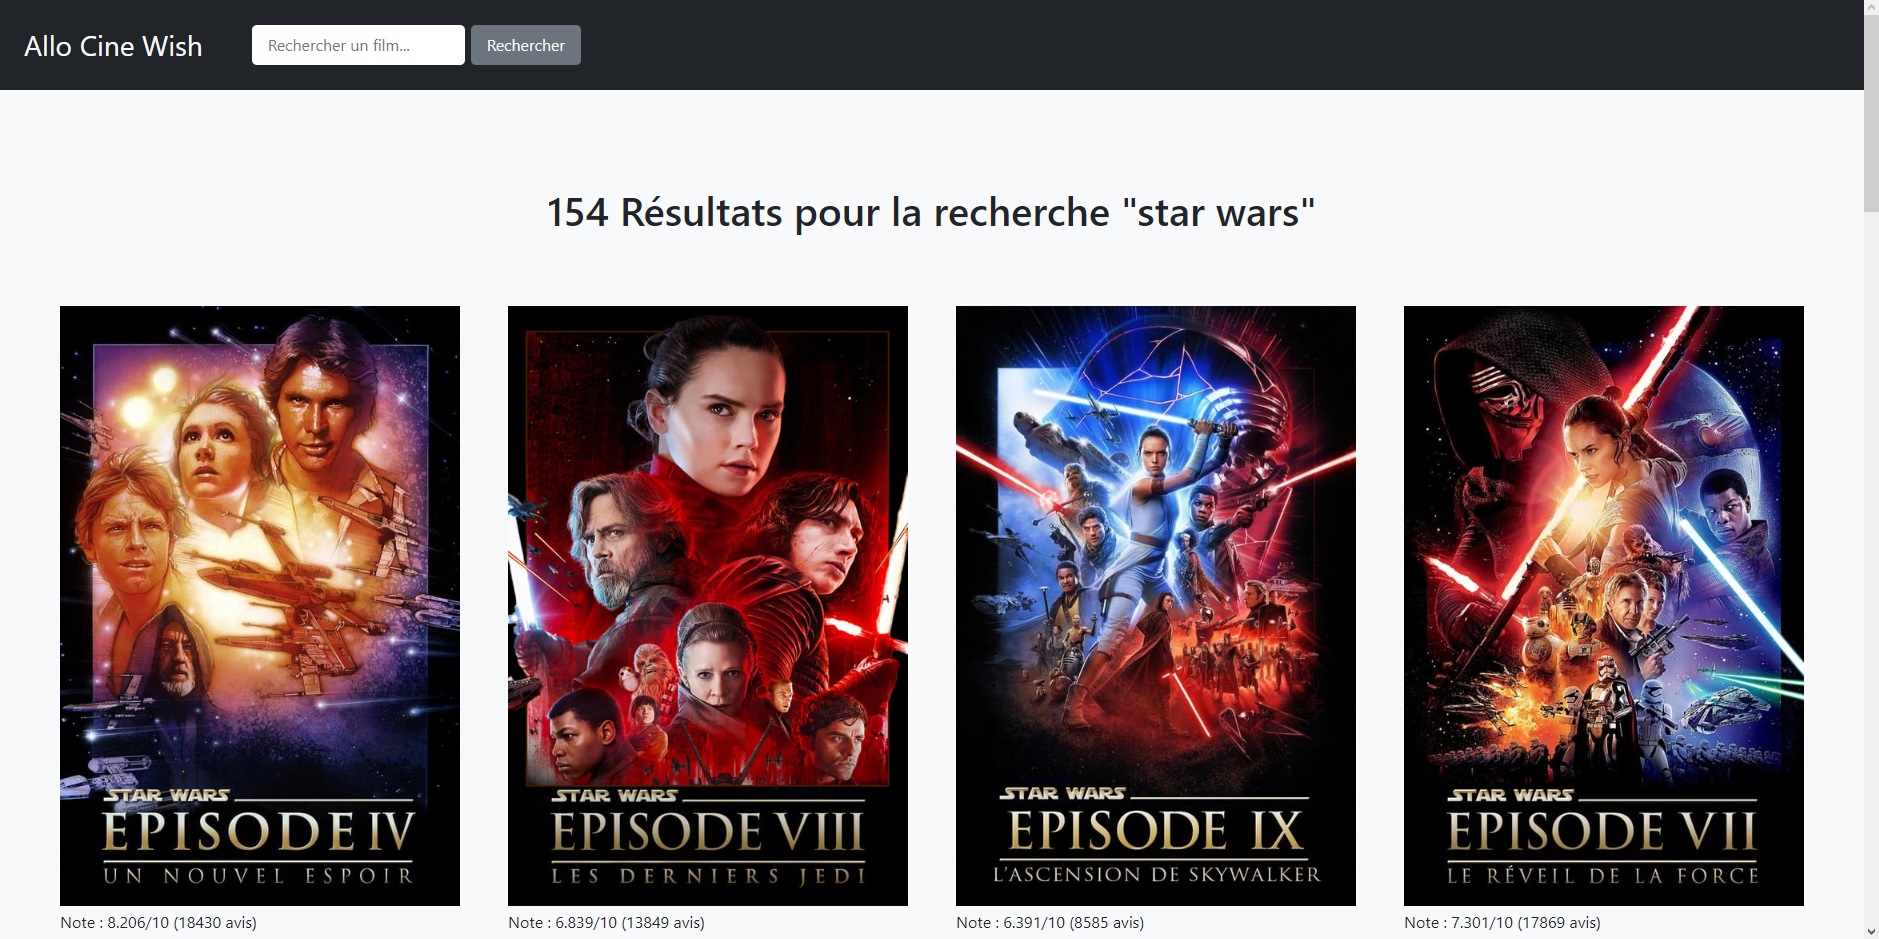 Allo Cine Wish
Rechercher un film...
Rechercher
154 Résultats pour la recherche "star wars"
STAR WARS
EPISODE IV
UN NOUVEL ESPOIR
Note : 8.206/10 (18430 avis)
STAR WARS
EPISODE VIII
LES DERNIERS JEDI
Note : 6.839/10 (13849 avis)
STAR WARS
EPISODE IX
L'ASCENSION DE SKYWALKER
Note : 6.391/10 (8585 avis)
STAR WARS
EPISODE VII
LE RÉVEIL DE LA FORCE
Note : 7.301/10 (17869 avis)